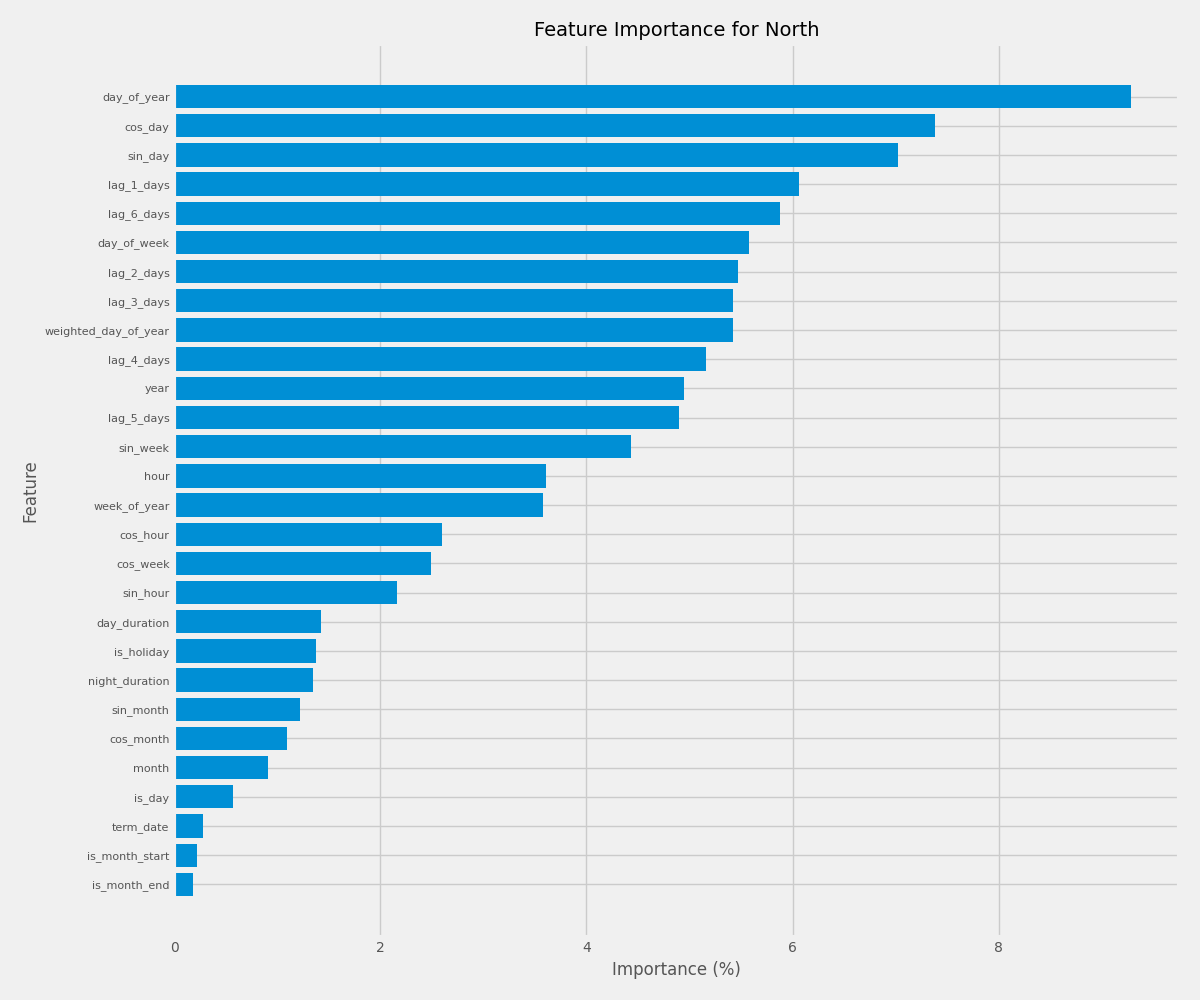 Feature Importance for North
day_of_year
cos_day
sin_day
lag_1_days
lag_6_days
day_of_week
lag_2_days
lag_3_days
weighted_day_of_year
lag_4_days
year
lag_5_days
sin_week
hour
week_of_year
cos_hour
cos_week
sin_hour
day_duration
is_holiday
night_duration
sin_month
cos_month
month
is_day
term_date
is_month_start
is_month_end
Feature
0 2 4 6 8
Importance (%)